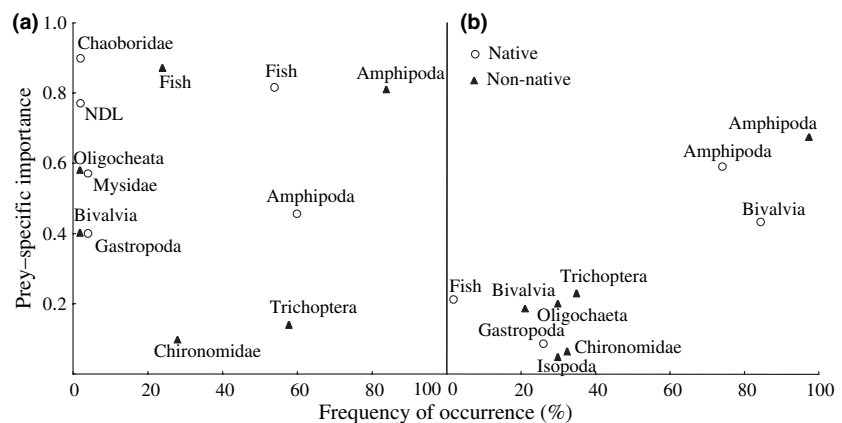 (a)
(b)
1.0
0.8
0.6
0.4
0.2
Prey–specific importance
Chaoboridae
Fish
Fish
Amphipoda
NDL
Oligocheata
Mysidae
Bivalvia
Gastropoda
Amphipoda
Trichoptera
Chironomidae
Native
Non-native
Amphipoda
Amphipoda
Bivalvia
Fish
Bivalvia
Trichoptera
Oligochaeta
Gastropoda
Chironomidae
Isopoda
0 20 40 60 80 100 0 20 40 60 80 100
Frequency of occurrence (%)